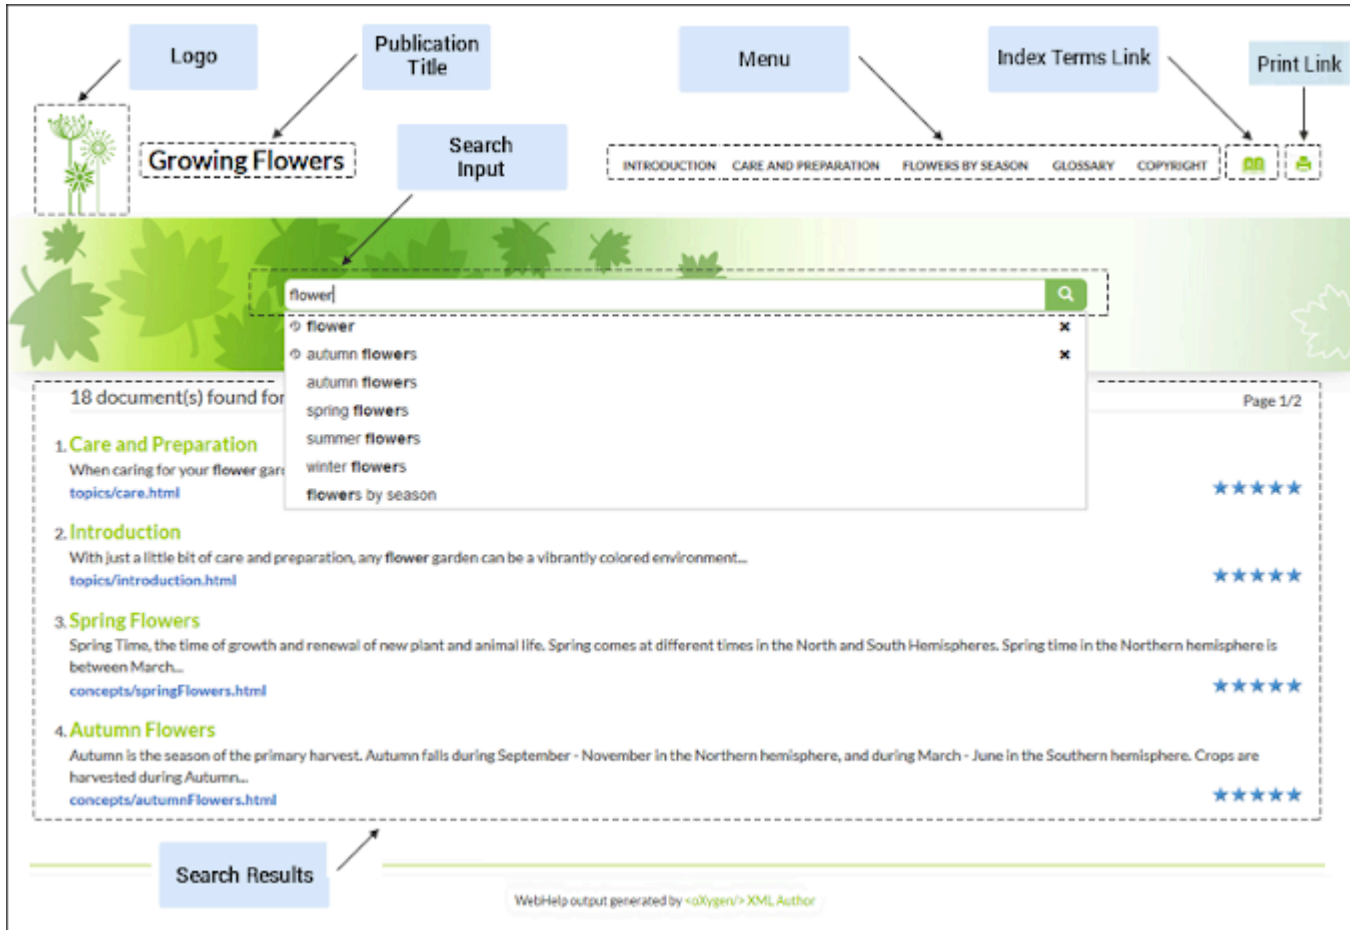 Logo
Publication
Title
Menu
Index Terms Link
Print Link
Search
Input
Growing Flowers
INTRODUCTION CARE AND PREPARATION FLOWERS BY SEASON GLOSSARY COPYRIGHT
flower
flower
autumn flowers
autumn flowers
spring flowers
summer flowers
winter flowers
flowers by season
18 document(s) found for
Page 1/2
1. Care and Preparation
When caring for your flower gar
topics/care.html
2. Introduction
With just a little bit of care and preparation, any flower garden can be a vibrantly colored environment...
topics/introduction.html
3. Spring Flowers
Spring Time, the time of growth and renewal of new plant and animal life. Spring comes at different times in the North and South Hemispheres. Spring time in the Northern hemisphere is
between March...
concepts/springFlowers.html
4. Autumn Flowers
Autumn is the season of the primary harvest. Autumn falls during September - November in the Northern hemisphere, and during March - June in the Southern hemisphere. Crops are
harvested during Autumn...
concepts/autumnFlowers.html
Search Results
WebHelp output generated by <oXygen/> XML Author